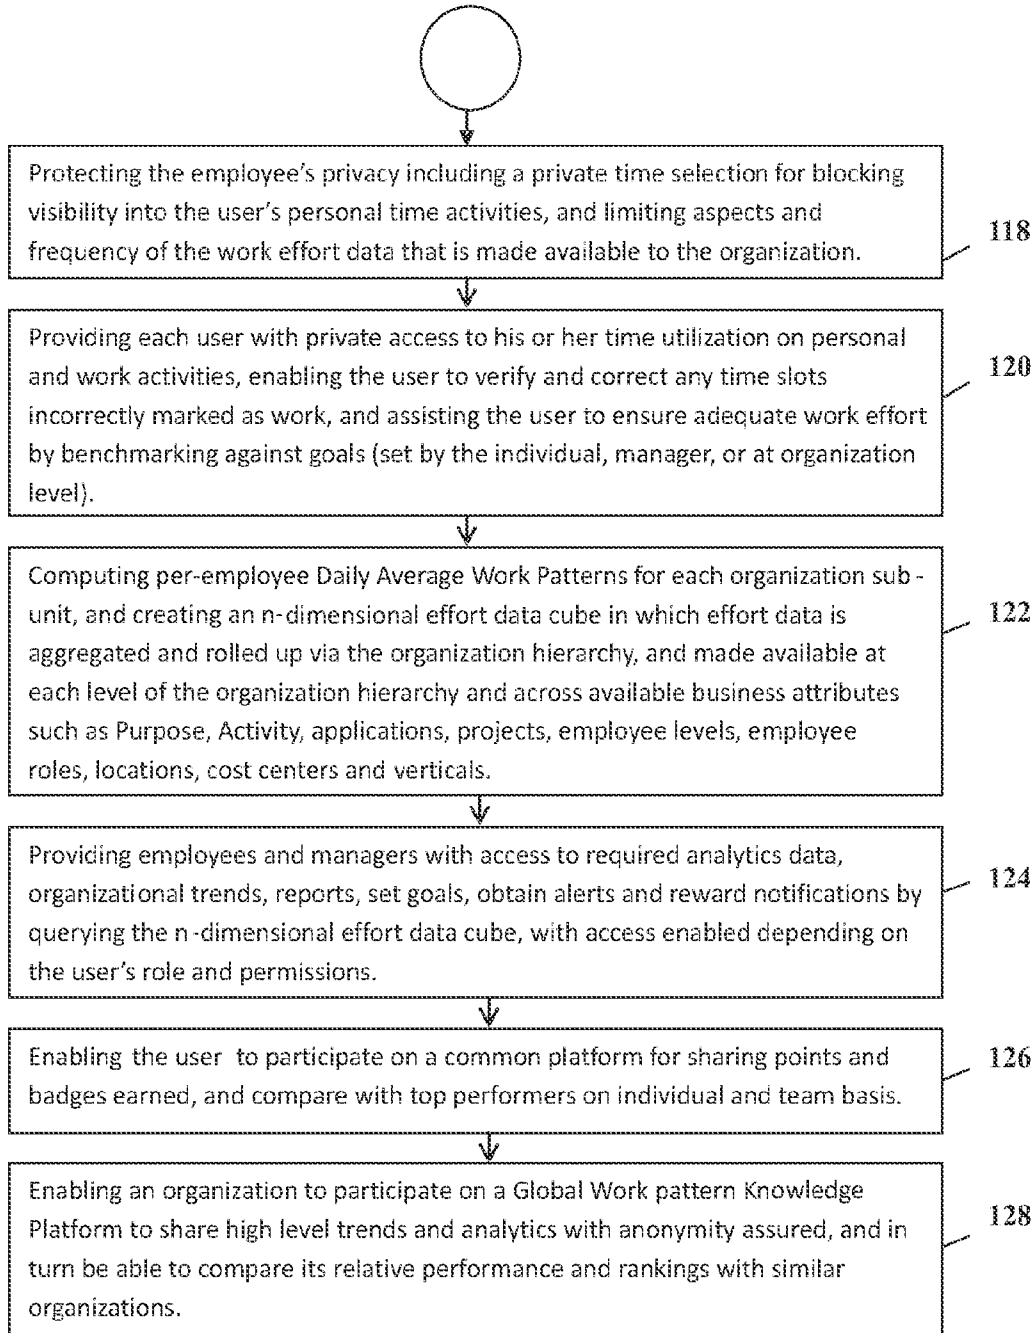 Protecting the employee's privacy including a private time selection for blocking
visibility into the user's personal time activities, and limiting aspects and
frequency of the work effort data that is made available to the organization.
118
Providing each user with private access to his or her time utilization on personal
and work activities, enabling the user to verify and correct any time slots
incorrectly marked as work, and assisting the user to ensure adequate work effort
by benchmarking against goals (set by the individual, manager, or at organization
level).
120
Computing per-employee Daily Average Work Patterns for each organization sub-
unit, and creating an n-dimensional effort data cube in which effort data is
aggregated and rolled up via the organization hierarchy, and made available at
each level of the organization hierarchy and across available business attributes
such as Purpose, Activity, applications, projects, employee levels, employee
roles, locations, cost centers and verticals.
122
Providing employees and managers with access to required analytics data,
organizational trends, reports, set goals, obtain alerts and reward notifications by
querying the n-dimensional effort data cube, with access enabled depending on
the user's role and permissions.
124
Enabling the user to participate on a common platform for sharing points and
badges earned, and compare with top performers on individual and team basis.
126
Enabling an organization to participate on a Global Work pattern Knowledge
Platform to share high level trends and analytics with anonymity assured, and in
turn be able to compare its relative performance and rankings with similar
organizations.
128